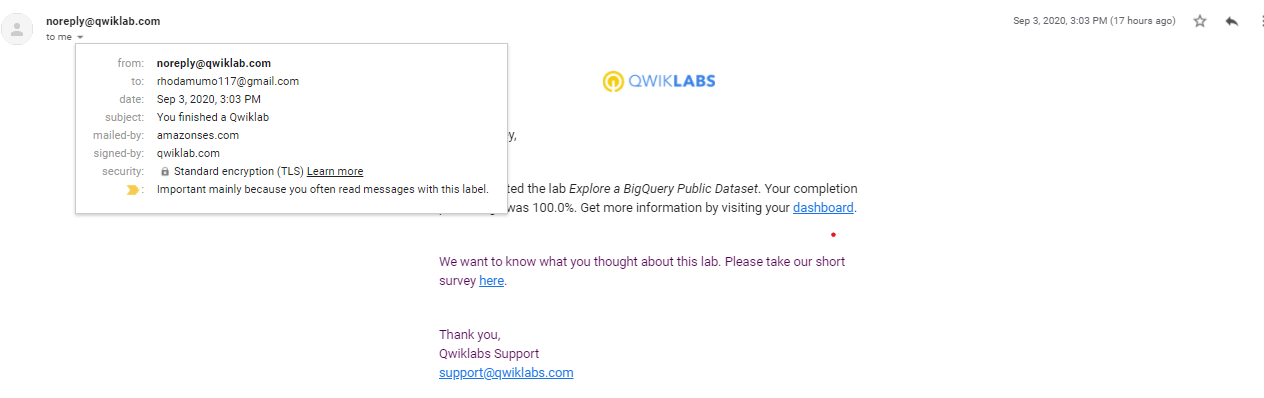 noreply@qwiklab.com
Sep 3, 2020, 3:03 PM (17 hours ago)
to me
from: noreply@qwiklab.com
to: rhodamumo117@gmail.com
date: Sep 3, 2020, 3:03 PM
subject: You finished a Qwiklab
mailed-by: amazonses.com
signed-by: qwiklab.com
security: Standard encryption (TLS) Learn more
: Important mainly because you often read messages with this label.
QWIKLABS
y,
ted the lab Explore a BigQuery Public Dataset. Your completion
was 100.0%. Get more information by visiting your dashboard.
We want to know what you thought about this lab. Please take our short
survey here.
Thank you,
Qwiklabs Support
support@qwiklabs.com